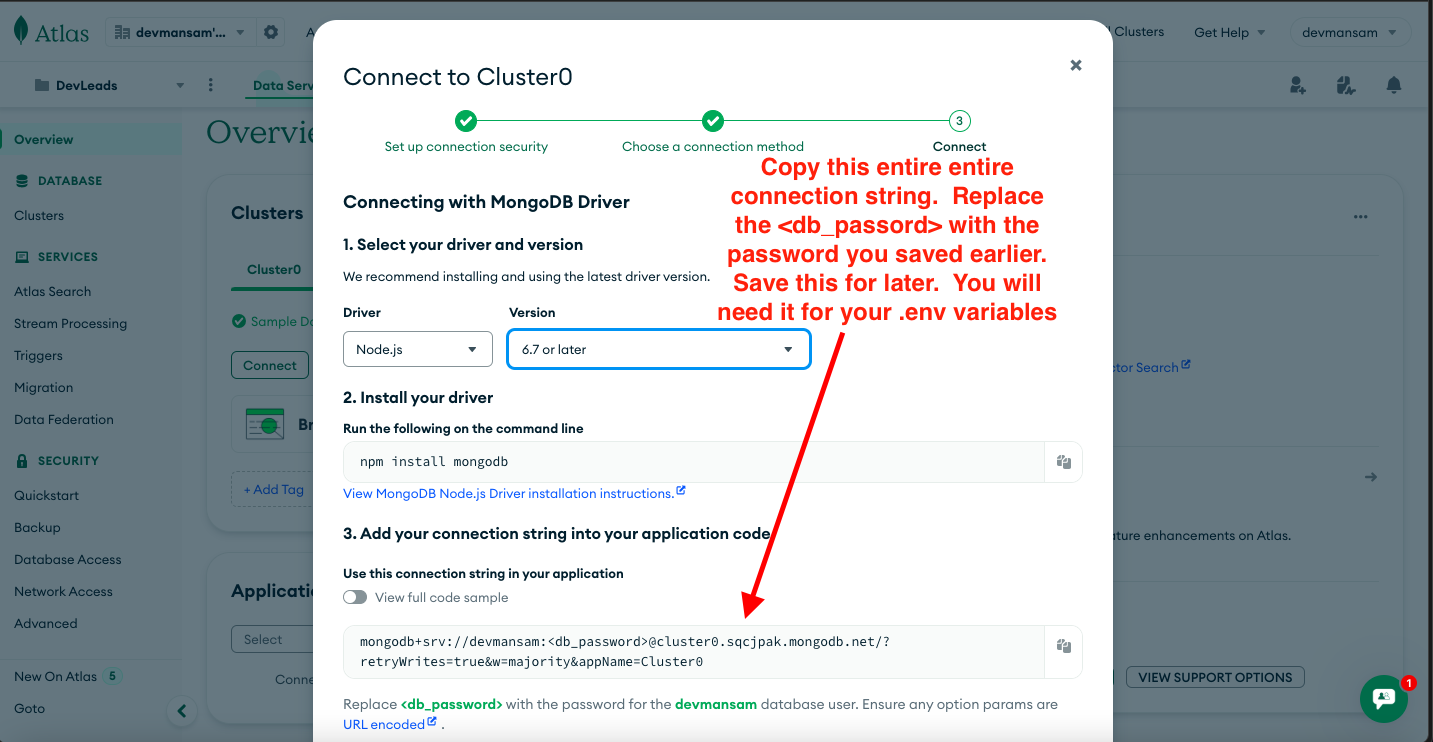 Atlas
devmansam'...
A
l Clusters
Get Help
devmansam
DevLeads
Data Serv
Overview
DATABASE
Clusters
SERVICES
Atlas Search
Stream Processing
Triggers
Migration
Data Federation
SECURITY
Quickstart
Backup
Database Access
Network Access
Advanced
New On Atlas 5
Goto
Overvie
Clusters
Cluster0
Sample Da
Connect
Br
+ Add Tag
Applicatio
Select
Conne
Connect to Cluster0
3
Set up connection security
Choose a connection method
Connect
Copy this entire entire
connection string. Replace
the <db_passord> with the
password you saved earlier.
Save this for later. You will
need it for your .env variables
Connecting with MongoDB Driver
1. Select your driver and version
We recommend installing and using the latest driver version.
Driver
Version
Node.js
6.7 or later
2. Install your driver
Run the following on the command line
npm install mongodb
View MongoDB Node.js Driver installation instructions.
3. Add your connection string into your application code
Use this connection string in your application
View full code sample
mongodb+srv://devmansam:<db_password>@cluster0.sqcjpak.mongodb.net/?
retryWrites=true&w=majority&appName=Cluster0
Replace <db_password> with the password for the devmansam database user. Ensure any option params are
URL encoded .
ctor Search
ature enhancements on Atlas.
VIEW SUPPORT OPTIONS
1